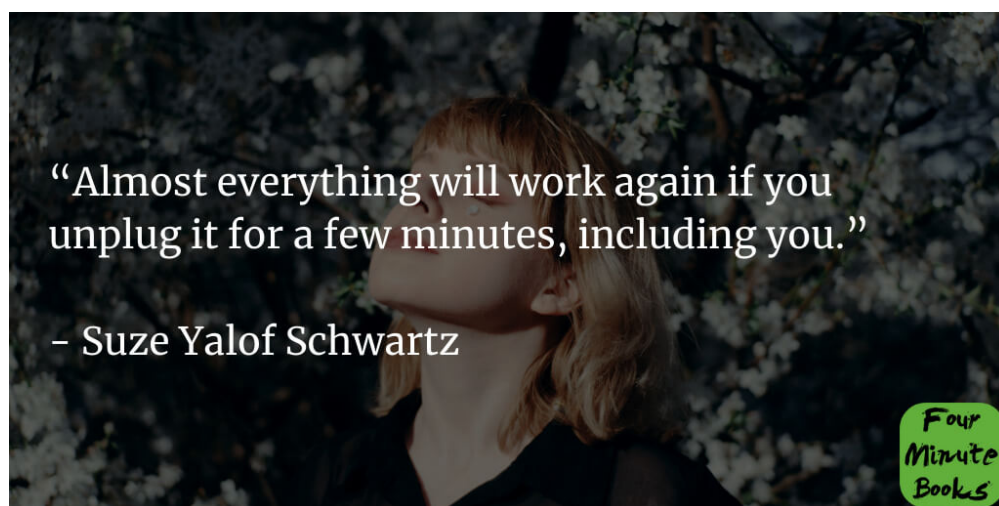 “Almost everything will work again if you
unplug it for a few minutes, including you.”
- Suze Yalof Schwartz
Four
Minute
Books